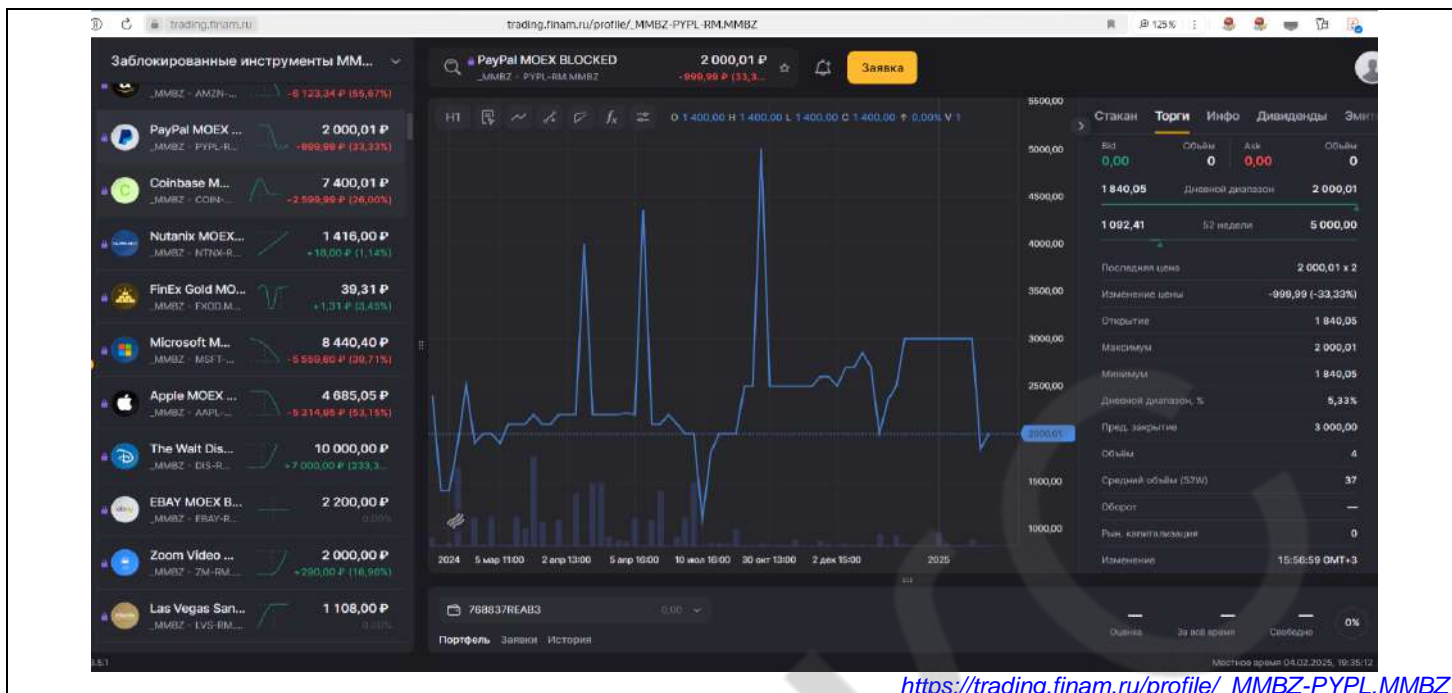 trading.finam.ru
trading.finam.ru/profile/_MMBZ-PYPL-RM.MMBZ
125 %
Заблокированные инструменты MM...
_MMBZ - AMZN-...
-6 123,34 ₽ (55,67%)
PayPal MOEX ...
2 000,01 ₽
_MMBZ - PYPL-R...
-999,99 ₽ (33,33%)
Coinbase M...
7 400,01 ₽
_MMBZ - COIN-...
-2 599,99 ₽ (26,00%)
Nutanix MOEX...
1 416,00 ₽
_MMBZ - NTNX-R...
+16,00 ₽ (1,14%)
FinEx Gold MO...
39,31 ₽
_MMBZ - FXGD.M...
+1,31 ₽ (3,45%)
Microsoft M...
8 440,40 ₽
_MMBZ - MSFT-...
-5 559,60 ₽ (39,71%)
Apple MOEX ...
4 685,05 ₽
_MMBZ - AAPL-...
-5 314,95 ₽ (53,15%)
The Walt Dis...
10 000,00 ₽
_MMBZ - DIS-R...
+7 000,00 ₽ (233,3...
EBAY MOEX B...
2 200,00 ₽
_MMBZ - EBAY-R...
0,00%
Zoom Video ...
2 000,00 ₽
_MMBZ - ZM-RM...
+290,00 ₽ (16,96%)
Las Vegas San...
1 108,00 ₽
_MMBZ - LVS-RM...
0,00%
PayPal MOEX BLOCKED
_MMBZ - PYPL-RM.MMBZ
2 000,01 ₽
-999,99 ₽ (33,3...
Заявка
H1
O 1 400,00 H 1 400,00 L 1 400,00 C 1 400,00 0,00% V 1
5500,00
5000,00
4500,00
4000,00
3500,00
3000,00
2500,00
2000,01
1500,00
1000,00
2024 5 мар 11:00 2 апр 13:00 5 апр 16:00 10 июл 16:00 30 окт 13:00 2 дек 15:00 2025
768837REAB3
0,00
Портфель Заявки История
Стакан Торги Инфо Дивиденды Эмит
Bid Объём Ask Объём
0,00 0 0,00 0
1 840,05 Дневной диапазон 2 000,01
1 092,41 52 недели 5 000,00
Последняя цена 2 000,01 x 2
Изменение цены -999,99 (-33,33%)
Открытие 1 840,05
Максимум 2 000,01
Минимум 1 840,05
Дневной диапазон, % 5,33%
Пред. закрытие 3 000,00
Объём 4
Средний объём (52W) 37
Оборот —
Рын. капитализация 0
Изменение 15:56:59 GMT+3
— — — 0%
Оценка За всё время Свободно
Местное время 04.02.2025, 19:35:12
https://trading.finam.ru/profile/_MMBZ-PYPL.MMBZ